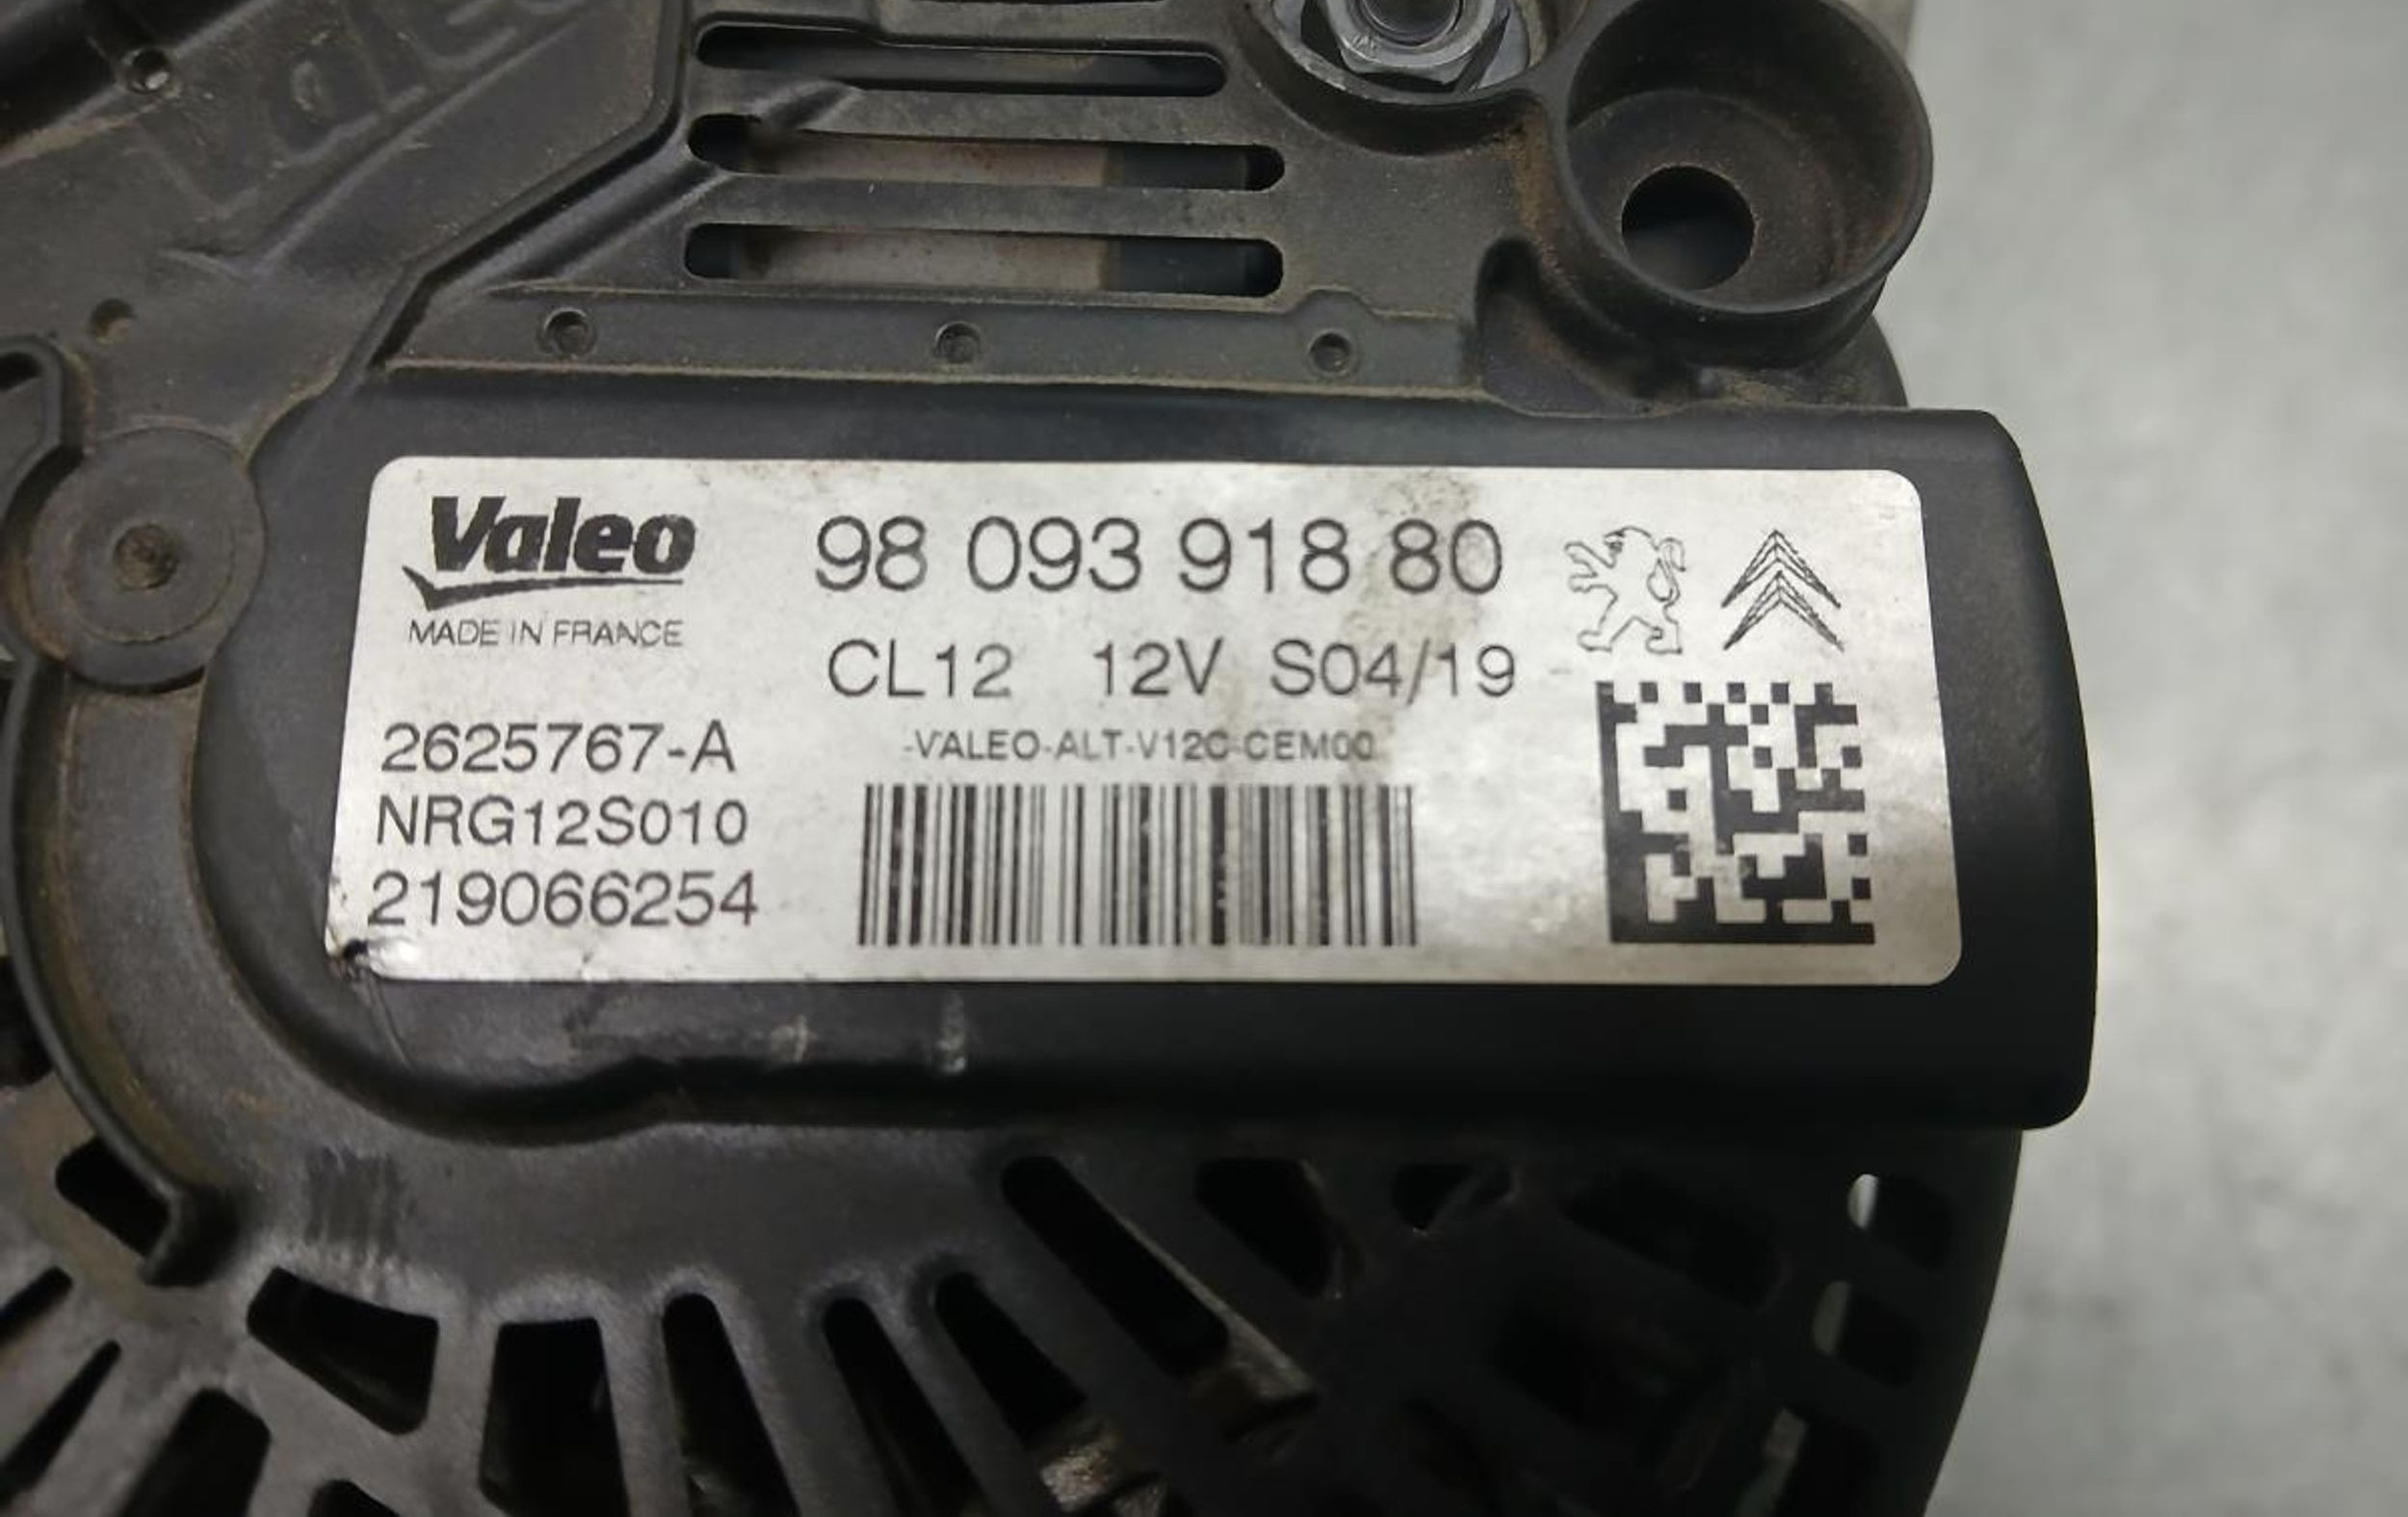 Valeo
Valeo
MADE IN FRANCE
98 093 918 80
CL12 12V S04/19
-VALEO-ALT-V12C-CEM00
2625767-A
NRG12S010
219066254